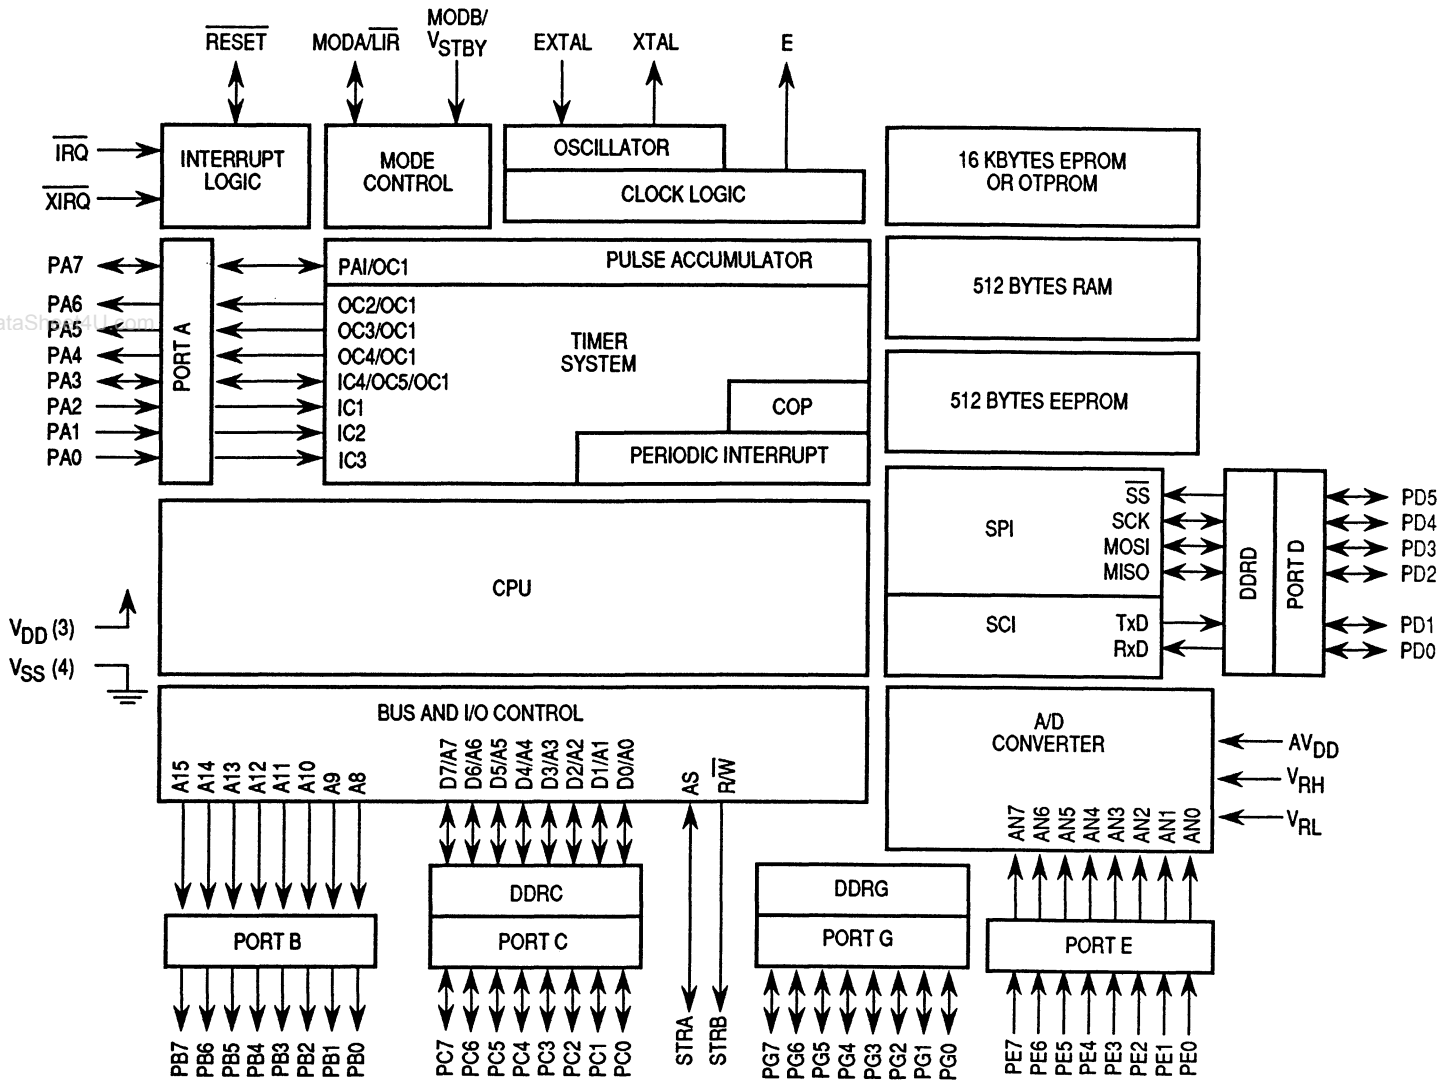 RESET
MODA/LIR
MODB/
VSTBY
EXTAL
XTAL
E
IRQ
XIRQ
INTERRUPT
LOGIC
MODE
CONTROL
OSCILLATOR
CLOCK LOGIC
16 KBYTES EPROM
OR OTPROM
PA7
PA6
PA5
PA4
PA3
PA2
PA1
PA0
ataSheet4U.com
PORT A
PAI/OC1
PULSE ACCUMULATOR
OC2/OC1
OC3/OC1
OC4/OC1
IC4/OC5/OC1
IC1
IC2
IC3
TIMER
SYSTEM
COP
PERIODIC INTERRUPT
512 BYTES RAM
512 BYTES EEPROM
CPU
VDD (3)
VSS (4)
SPI
SS
SCK
MOSI
MISO
SCI
TxD
RxD
DDRD
PORT D
PD5
PD4
PD3
PD2
PD1
PD0
BUS AND I/O CONTROL
A15
A14
A13
A12
A11
A10
A9
A8
D7/A7
D6/A6
D5/A5
D4/A4
D3/A3
D2/A2
D1/A1
D0/A0
AS
R/W
A/D
CONVERTER
AN7
AN6
AN5
AN4
AN3
AN2
AN1
AN0
AVDD
VRH
VRL
PORT B
DDRC
PORT C
DDRG
PORT G
PORT E
PB7
PB6
PB5
PB4
PB3
PB2
PB1
PB0
PC7
PC6
PC5
PC4
PC3
PC2
PC1
PC0
STRA
STRB
PG7
PG6
PG5
PG4
PG3
PG2
PG1
PG0
PE7
PE6
PE5
PE4
PE3
PE2
PE1
PE0